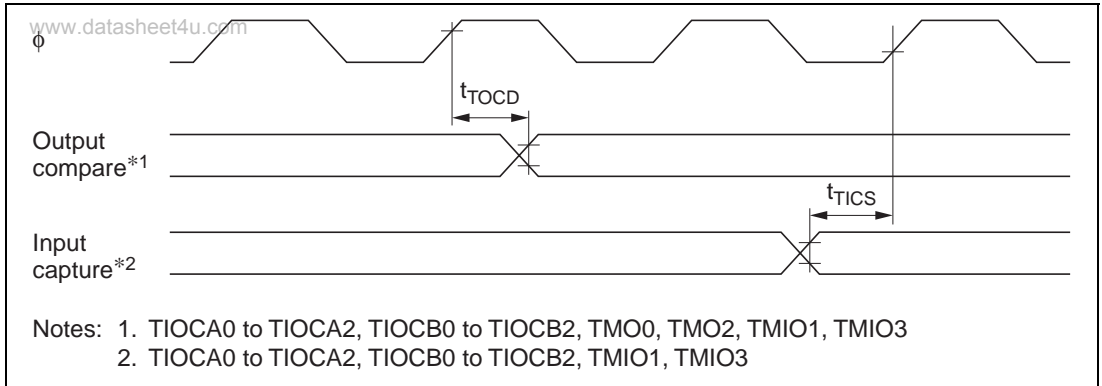 www.datasheet4u.com
ϕ
tTOCD
Output
compare*1
tTICS
Input
capture*2
Notes: 1. TIOCA0 to TIOCA2, TIOCB0 to TIOCB2, TMO0, TMO2, TMIO1, TMIO3
2. TIOCA0 to TIOCA2, TIOCB0 to TIOCB2, TMIO1, TMIO3